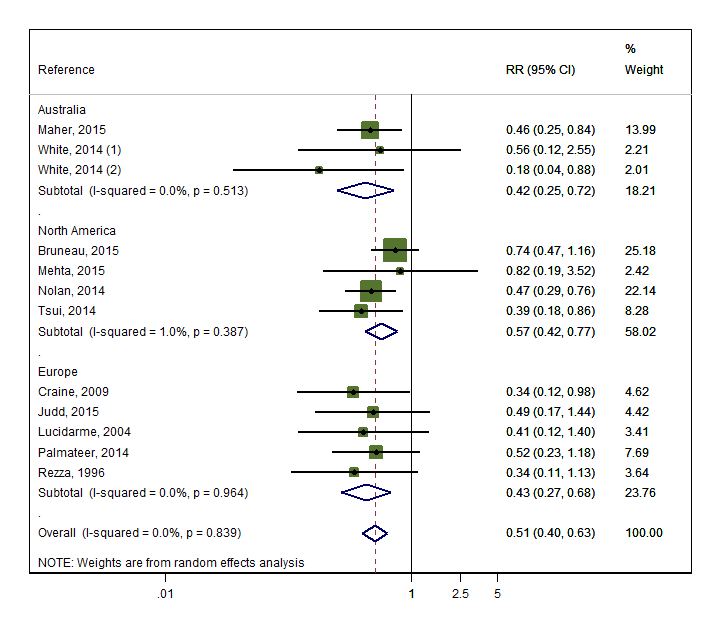 %
Reference RR (95% CI) Weight
Australia
Maher, 2015 0.46 (0.25, 0.84) 13.99
White, 2014 (1) 0.56 (0.12, 2.55) 2.21
White, 2014 (2) 0.18 (0.04, 0.88) 2.01
Subtotal (I-squared = 0.0%, p = 0.513) 0.42 (0.25, 0.72) 18.21
.
North America
Bruneau, 2015 0.74 (0.47, 1.16) 25.18
Mehta, 2015 0.82 (0.19, 3.52) 2.42
Nolan, 2014 0.47 (0.29, 0.76) 22.14
Tsui, 2014 0.39 (0.18, 0.86) 8.28
Subtotal (I-squared = 1.0%, p = 0.387) 0.57 (0.42, 0.77) 58.02
.
Europe
Craine, 2009 0.34 (0.12, 0.98) 4.62
Judd, 2015 0.49 (0.17, 1.44) 4.42
Lucidarme, 2004 0.41 (0.12, 1.40) 3.41
Palmateer, 2014 0.52 (0.23, 1.18) 7.69
Rezza, 1996 0.34 (0.11, 1.13) 3.64
Subtotal (I-squared = 0.0%, p = 0.964) 0.43 (0.27, 0.68) 23.76
.
Overall (I-squared = 0.0%, p = 0.839) 0.51 (0.40, 0.63) 100.00
NOTE: Weights are from random effects analysis
.01 1 2.5 5